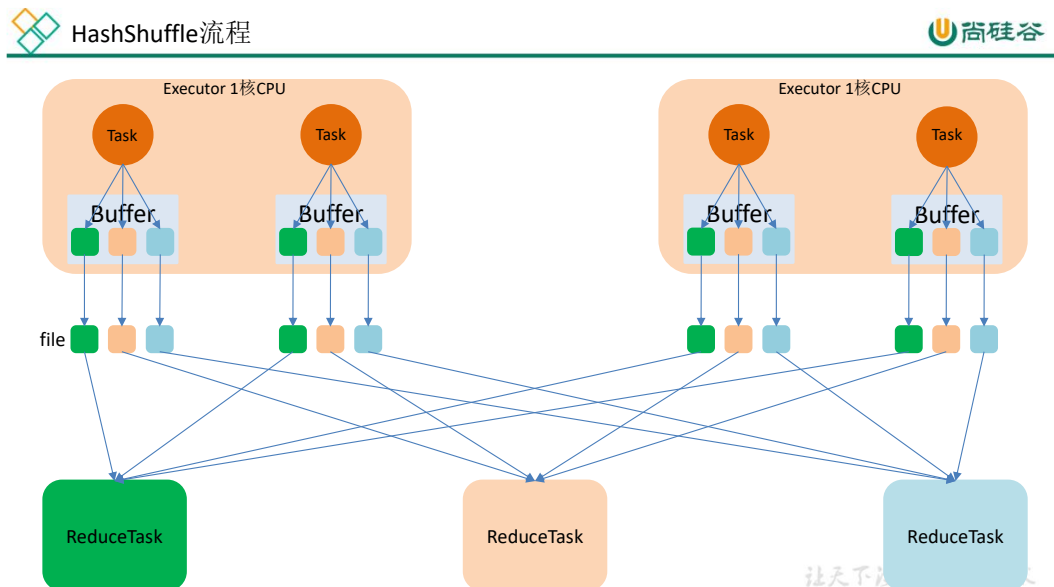 HashShuffle流程
尚硅谷
Executor 1核CPU
Executor 1核CPU
Task
Task
Task
Task
Buffer
Buffer
Buffer
Buffer
file
ReduceTask
ReduceTask
ReduceTask
让天下